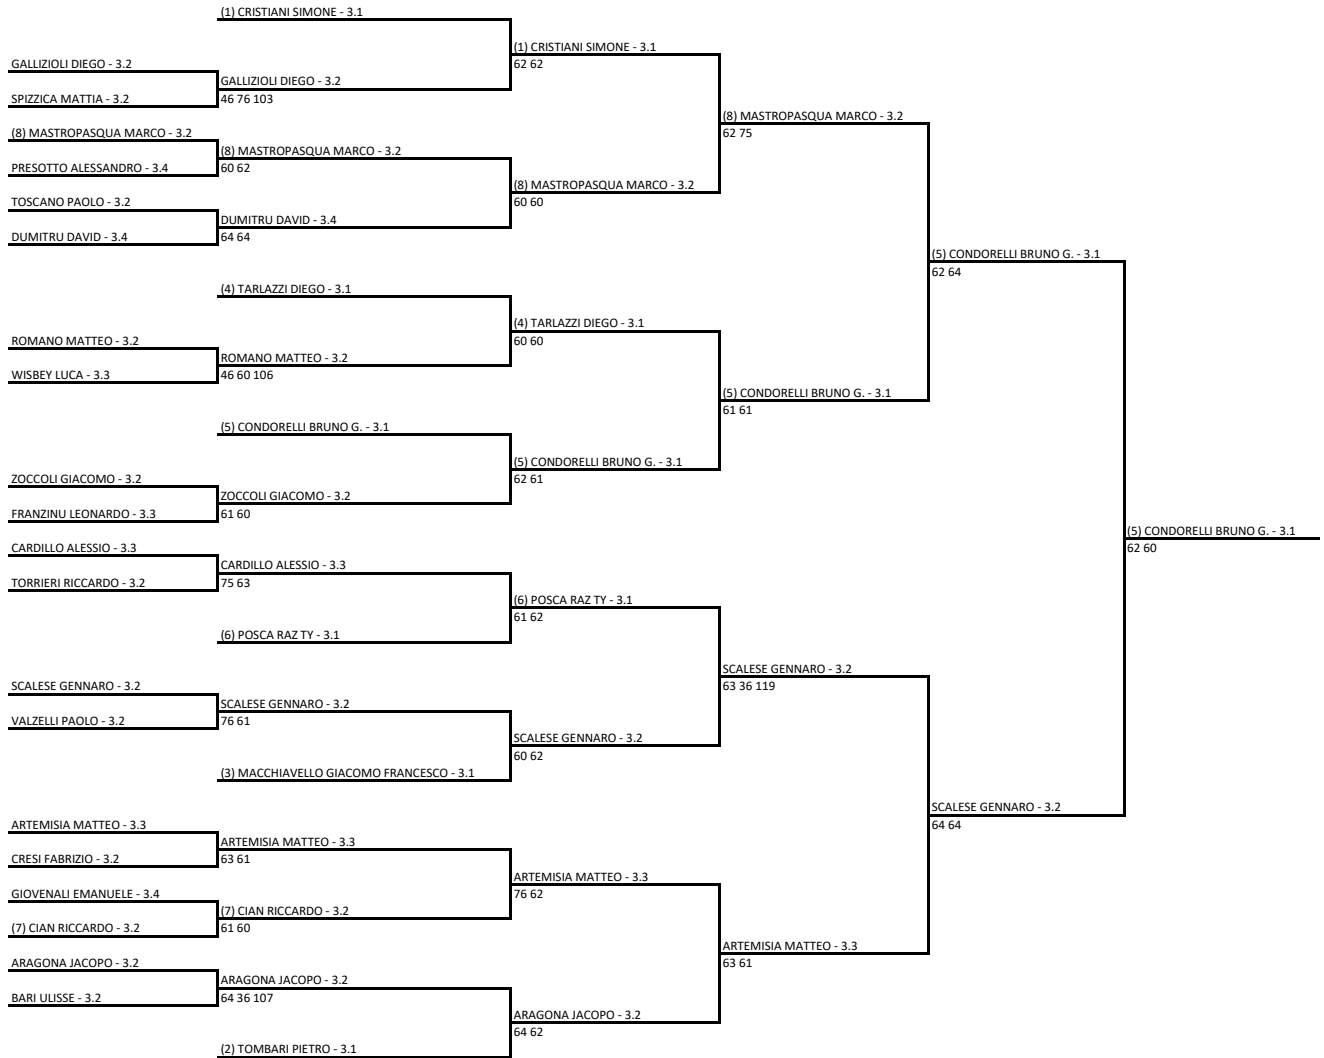 (1) CRISTIANI SIMONE - 3.1
(1) CRISTIANI SIMONE - 3.1
62 62
GALLIZIOLI DIEGO - 3.2
GALLIZIOLI DIEGO - 3.2
46 76 103
SPIZZICA MATTIA - 3.2
(8) MASTROPASQUA MARCO - 3.2
62 75
(8) MASTROPASQUA MARCO - 3.2
(8) MASTROPASQUA MARCO - 3.2
60 62
PRESOTTO ALESSANDRO - 3.4
(8) MASTROPASQUA MARCO - 3.2
60 60
TOSCANO PAOLO - 3.2
DUMITRU DAVID - 3.4
64 64
DUMITRU DAVID - 3.4
(5) CONDORELLI BRUNO G. - 3.1
62 64
(4) TARLAZZI DIEGO - 3.1
(4) TARLAZZI DIEGO - 3.1
60 60
ROMANO MATTEO - 3.2
ROMANO MATTEO - 3.2
46 60 106
WISBEY LUCA - 3.3
(5) CONDORELLI BRUNO G. - 3.1
61 61
(5) CONDORELLI BRUNO G. - 3.1
(5) CONDORELLI BRUNO G. - 3.1
62 61
ZOCCOLI GIACOMO - 3.2
ZOCCOLI GIACOMO - 3.2
61 60
FRANZINU LEONARDO - 3.3
(5) CONDORELLI BRUNO G. - 3.1
62 60
CARDILLO ALESSIO - 3.3
CARDILLO ALESSIO - 3.3
75 63
TORRIERI RICCARDO - 3.2
(6) POSCA RAZ TY - 3.1
61 62
(6) POSCA RAZ TY - 3.1
SCALESE GENNARO - 3.2
63 36 119
SCALESE GENNARO - 3.2
SCALESE GENNARO - 3.2
76 61
VALZELLI PAOLO - 3.2
SCALESE GENNARO - 3.2
60 62
(3) MACCHIAVELLO GIACOMO FRANCESCO - 3.1
SCALESE GENNARO - 3.2
64 64
ARTEMISIA MATTEO - 3.3
ARTEMISIA MATTEO - 3.3
63 61
CRESI FABRIZIO - 3.2
ARTEMISIA MATTEO - 3.3
76 62
GIOVENALI EMANUELE - 3.4
(7) CIAN RICCARDO - 3.2
61 60
(7) CIAN RICCARDO - 3.2
ARTEMISIA MATTEO - 3.3
63 61
ARAGONA JACOPO - 3.2
ARAGONA JACOPO - 3.2
64 36 107
BARI ULISSE - 3.2
ARAGONA JACOPO - 3.2
64 62
(2) TOMBARI PIETRO - 3.1